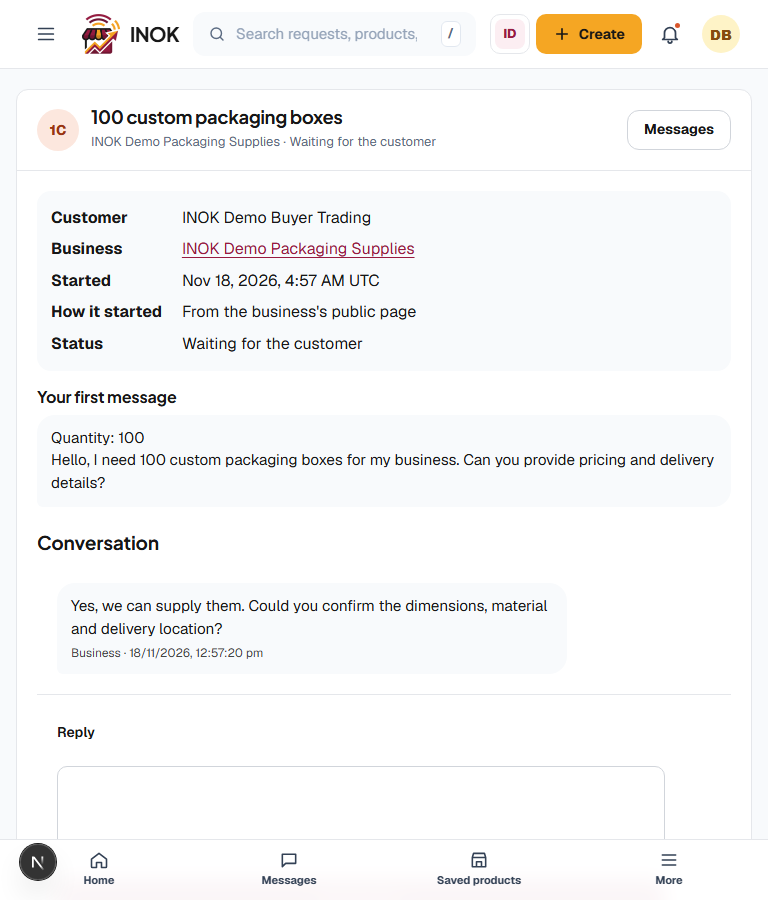 INOK
Search requests, products,
/
ID
+ Create
DB
1C
100 custom packaging boxes
INOK Demo Packaging Supplies · Waiting for the customer
Messages
Customer INOK Demo Buyer Trading
Business INOK Demo Packaging Supplies
Started Nov 18, 2026, 4:57 AM UTC
How it started From the business's public page
Status Waiting for the customer
Your first message
Quantity: 100
Hello, I need 100 custom packaging boxes for my business. Can you provide pricing and delivery
details?
Conversation
Yes, we can supply them. Could you confirm the dimensions, material
and delivery location?
Business · 18/11/2026, 12:57:20 pm
Reply
N
Home
Messages
Saved products
More